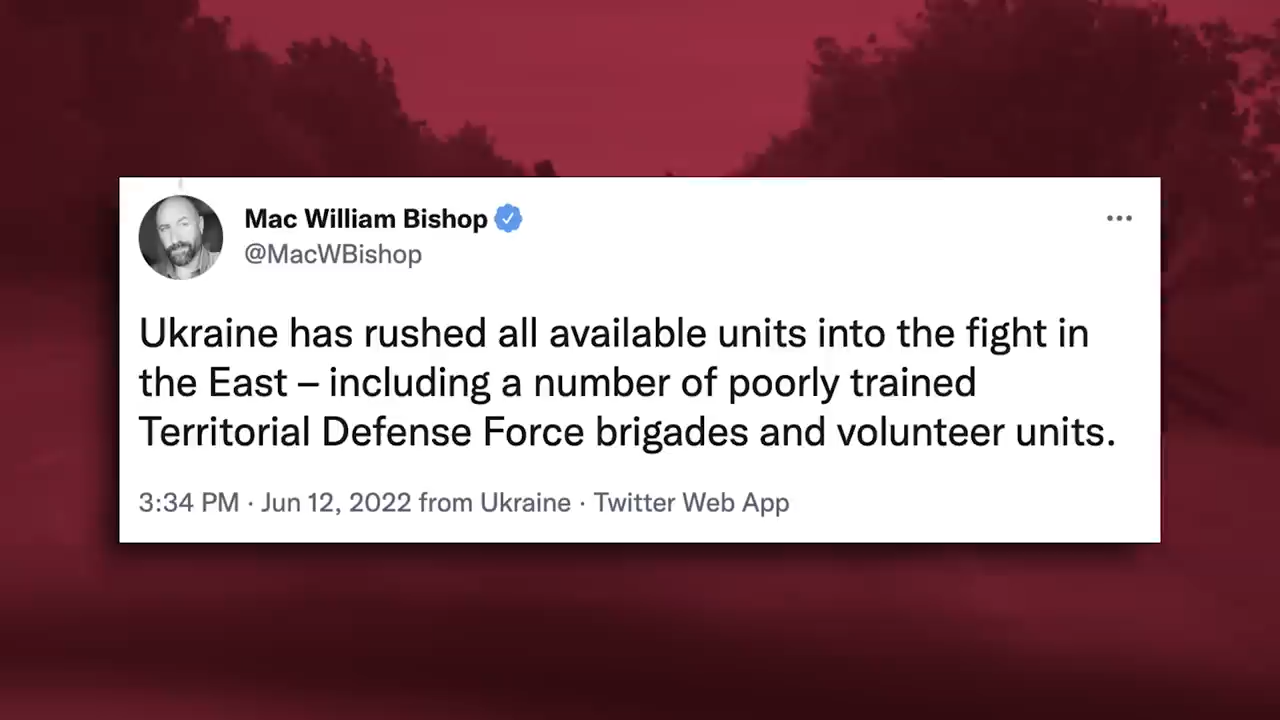 Mac William Bishop
@MacWBishop
Ukraine has rushed all available units into the fight in
the East – including a number of poorly trained
Territorial Defense Force brigades and volunteer units.
3:34 PM · Jun 12, 2022 from Ukraine · Twitter Web App